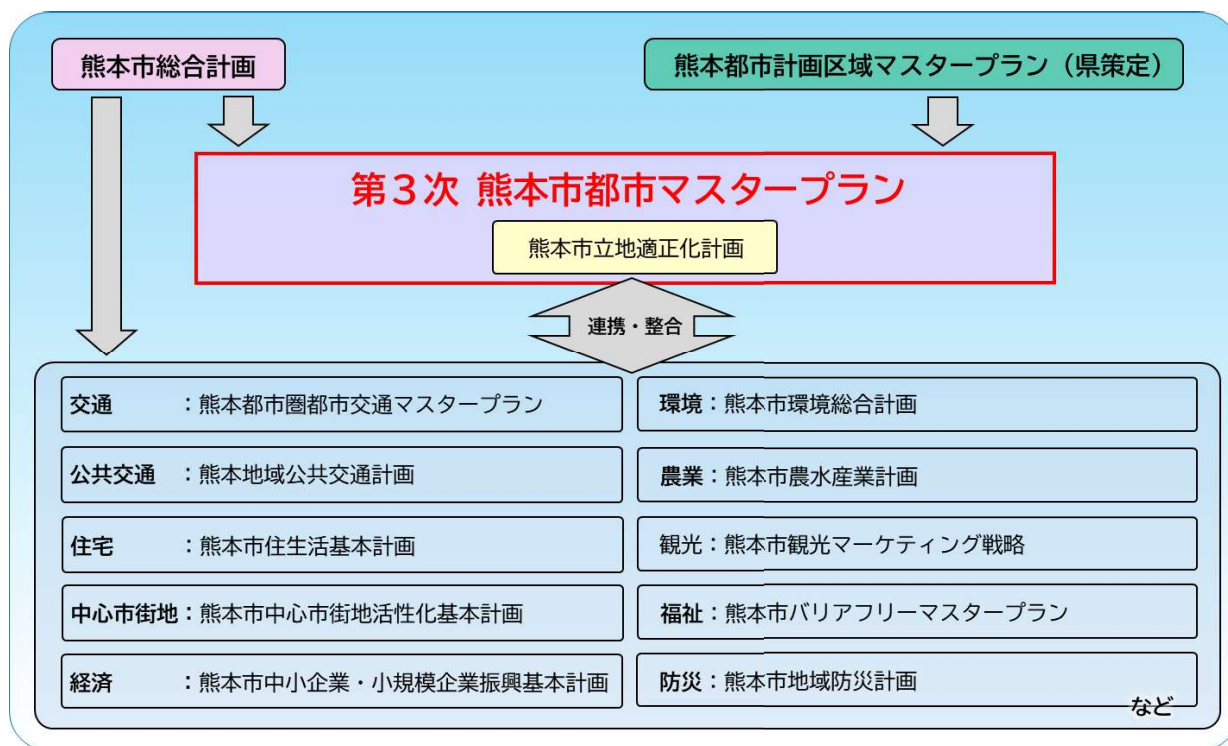 熊本市総合計画
熊本都市計画区域マスタープラン（県策定）
第３次 熊本市都市マスタープラン
熊本市立地適正化計画
連携・整合
交通　　　：熊本都市圏都市交通マスタープラン
公共交通　：熊本地域公共交通計画
住宅　　　：熊本市住生活基本計画
中心市街地：熊本市中心市街地活性化基本計画
経済　　　：熊本市中小企業・小規模企業振興基本計画
環境：熊本市環境総合計画
農業：熊本市農水産業計画
観光：熊本市観光マーケティング戦略
福祉：熊本市バリアフリーマスタープラン
防災：熊本市地域防災計画
など